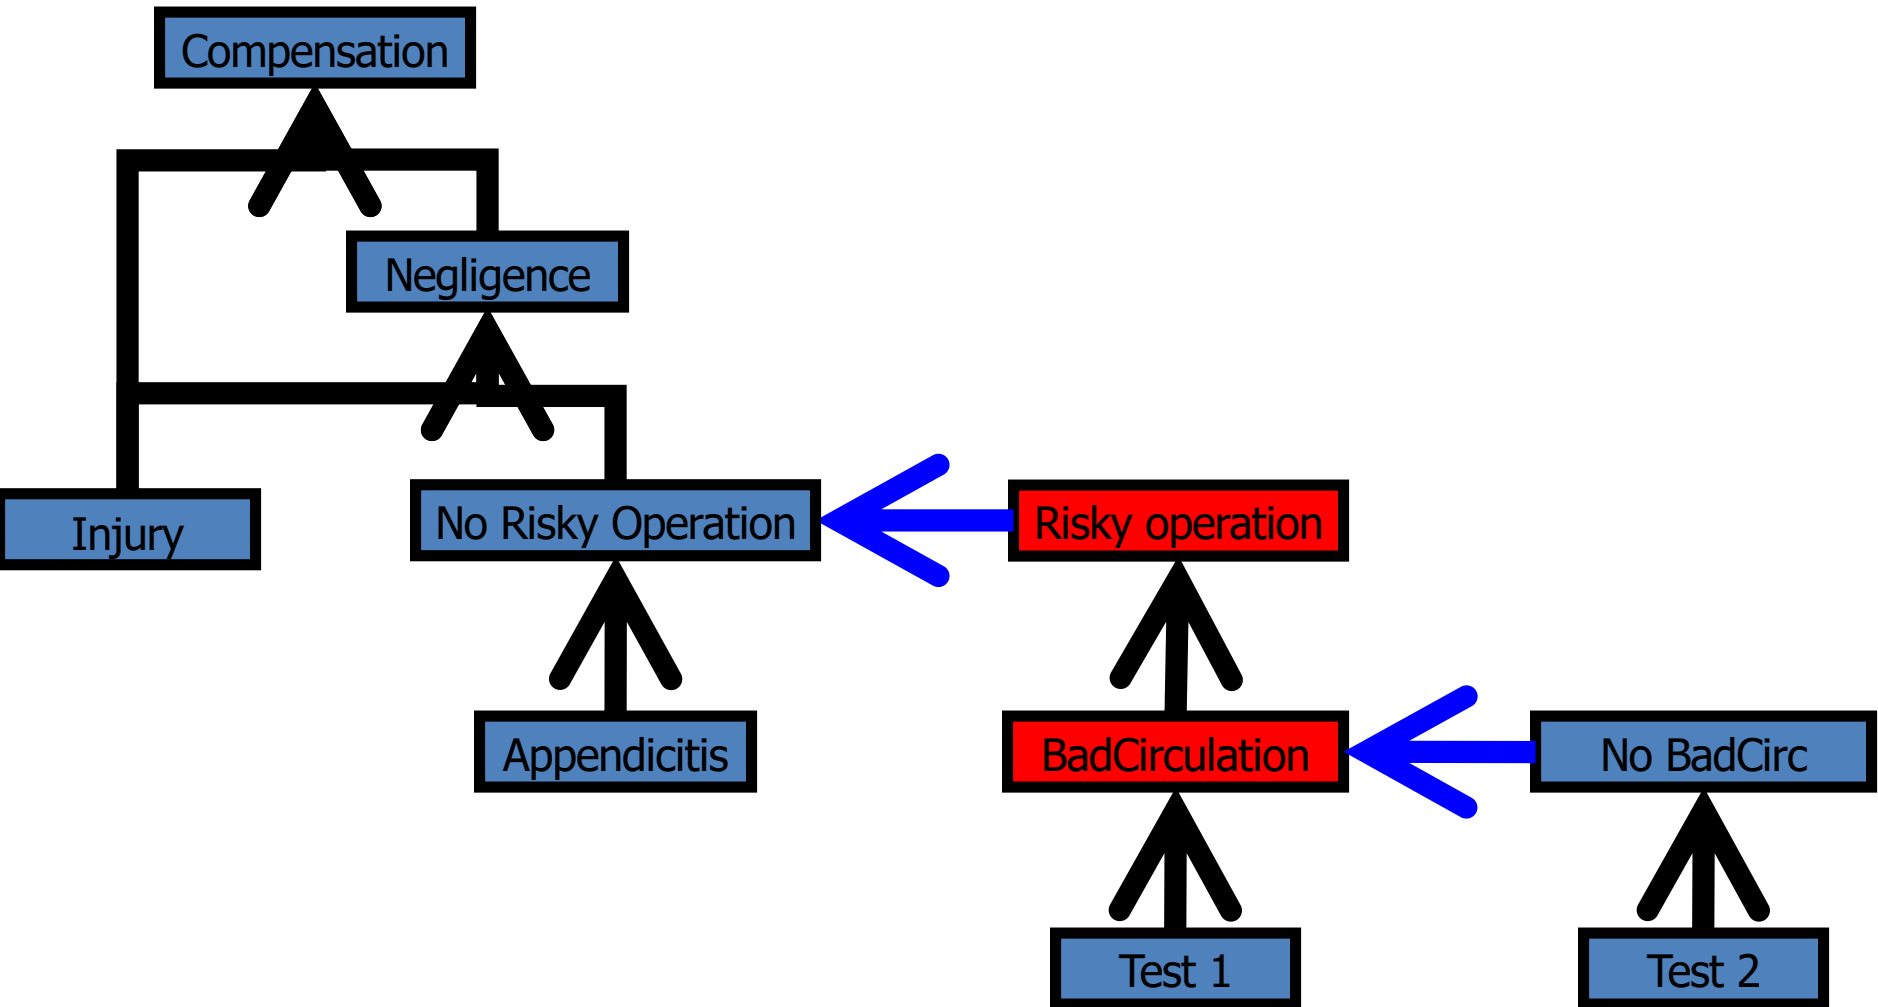 Compensation
Negligence
Injury
No Risky Operation
Risky operation
Appendicitis
BadCirculation
No BadCirc
Test 1
Test 2